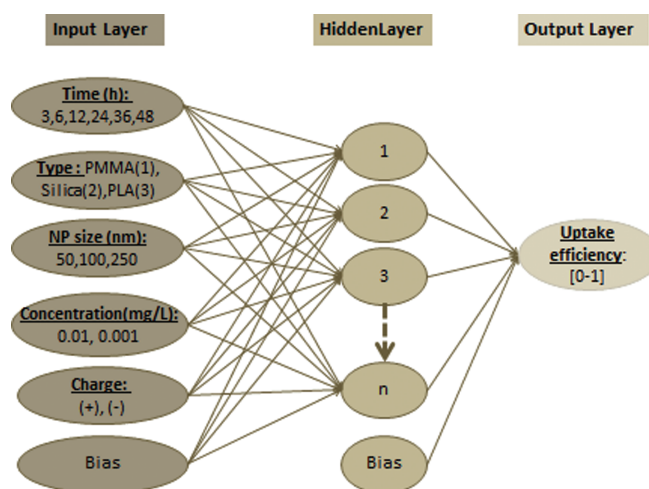 Input Layer
HiddenLayer
Output Layer
Time (h):
3,6,12,24,36,48
Type : PMMA(1),
Silica(2),PLA(3)
NP size (nm):
50,100,250
Concentration(mg/L):
0.01, 0.001
Charge:
(+), (-)
Bias
1
2
3
n
Bias
Uptake
efficiency:
[0-1]